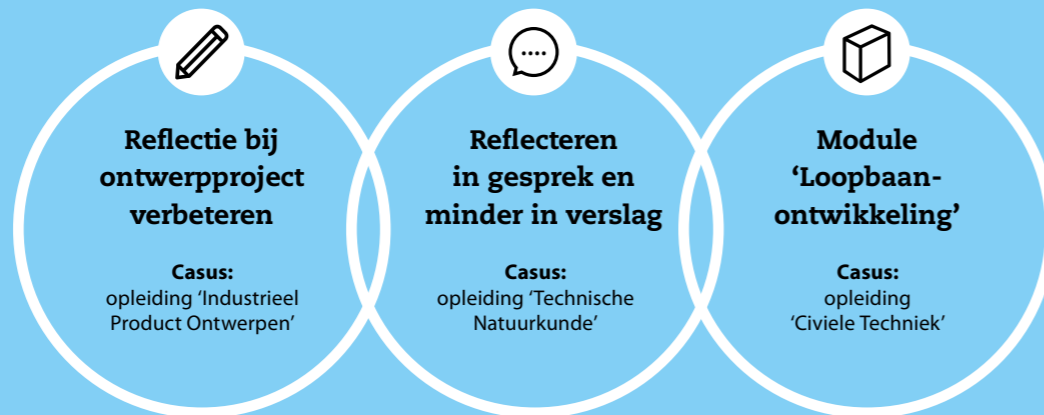 Reflectie bij
ontwerpproject
verbeteren
Casus:
opleiding ‘Industrieel
Product Ontwerpen’
Reflecteren
in gesprek en
minder in verslag
Casus:
opleiding ‘Technische
Natuurkunde’
Module
‘Loopbaan-
ontwikkeling’
Casus:
opleiding
‘Civiele Techniek’